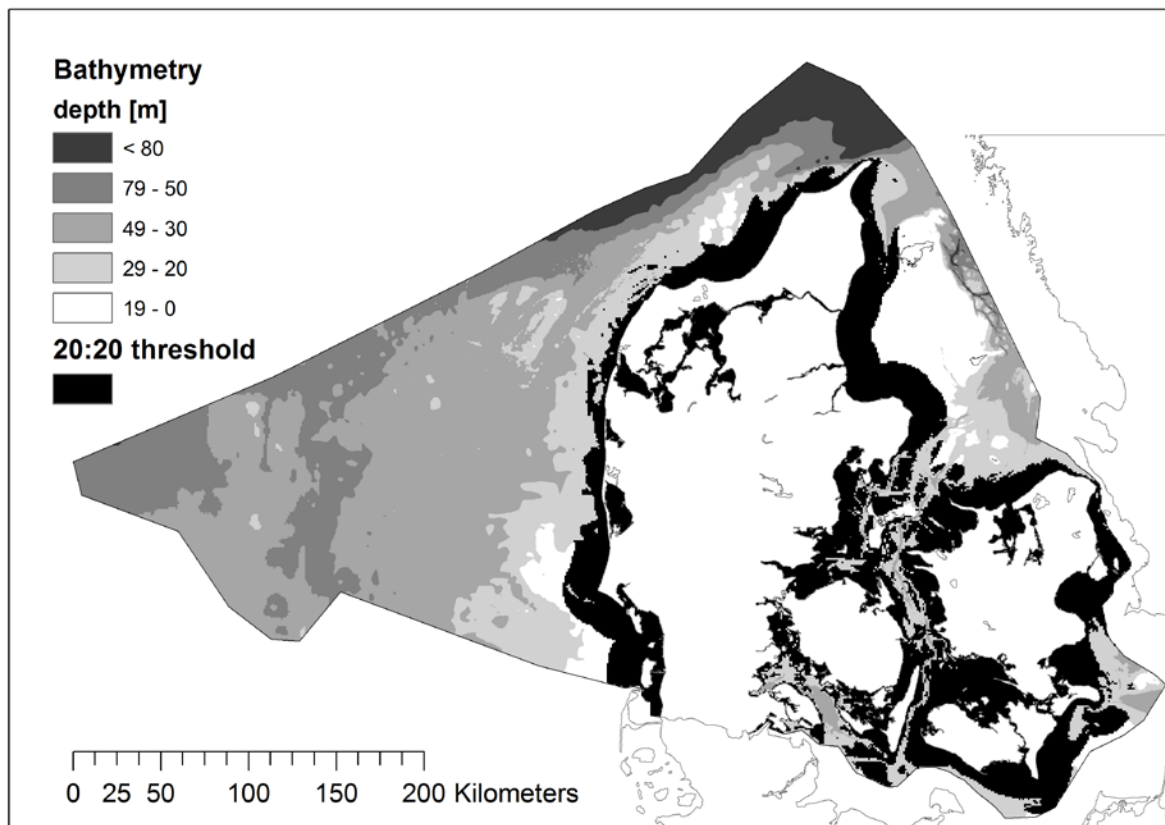 Bathymetry
depth [m]
< 80
79 - 50
49 - 30
29 - 20
19 - 0
20:20 threshold
0 25 50 100 150 200 Kilometers